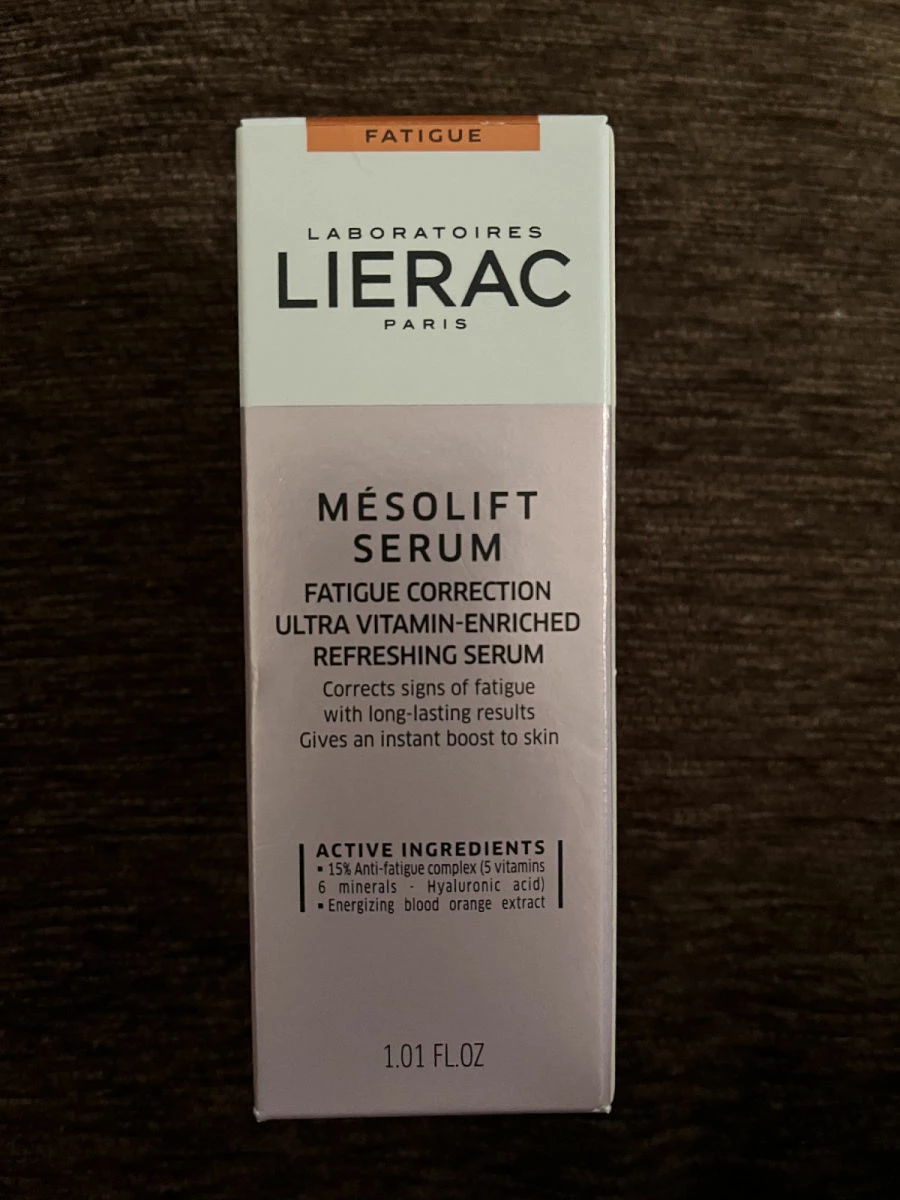 FATIGUE
LABORATOIRES
LIERAC
PARIS
MÉSOLIFT
SERUM
FATIGUE CORRECTION
ULTRA VITAMIN-ENRICHED
REFRESHING SERUM
Corrects signs of fatigue
with long-lasting results
Gives an instant boost to skin
ACTIVE INGREDIENTS
▪ 15% Anti-fatigue complex (5 vitamins
6 minerals - Hyaluronic acid)
▪ Energizing blood orange extract
1.01 FL.OZ